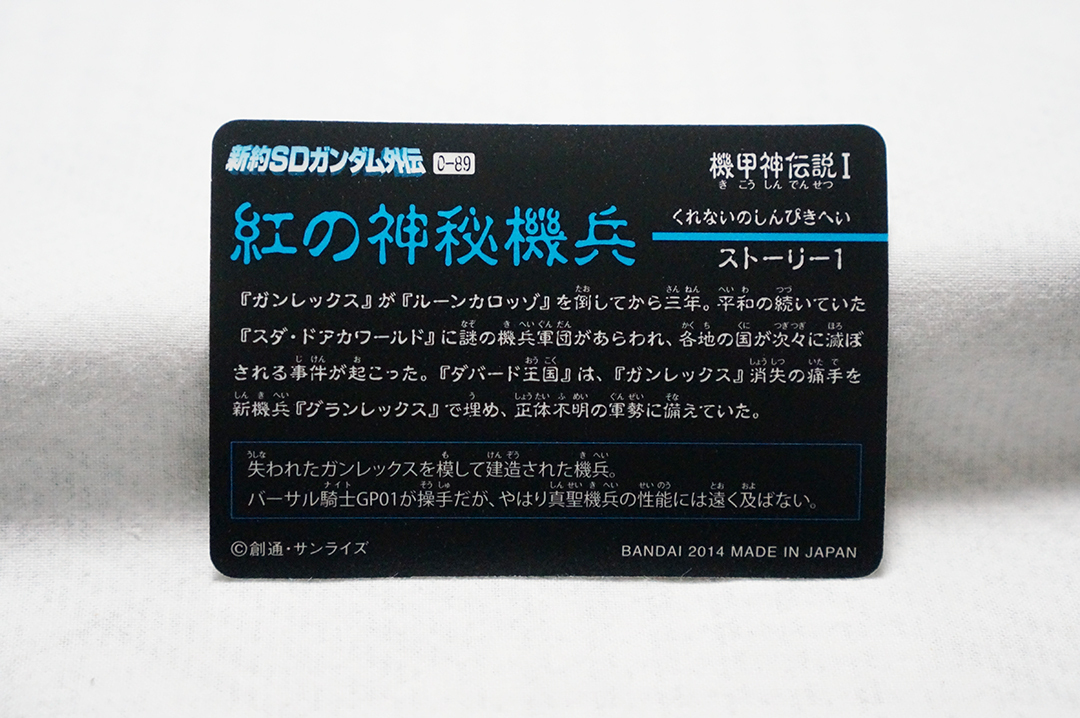 新約SDガンダム外伝 0-89
機甲神伝説Ⅰ
きこうしんでんせつ
紅の神秘機兵
くれないのしんぴきへい
ストーリー1
『ガンレックス』が『ルーンカロッゾ』を倒してから三年。平和の続いていた
『スダ・ドアカワールド』に謎の機兵軍団があらわれ、各地の国が次々に滅ぼ
される事件が起こった。『ダバード王国』は、『ガンレックス』消失の痛手を
新機兵『グランレックス』で埋め、正体不明の軍勢に備えていた。
失われたガンレックスを模して建造された機兵。
バーサル騎士GP01が操手だが、やはり真聖機兵の性能には遠く及ばない。
©創通・サンライズ
BANDAI 2014 MADE IN JAPAN